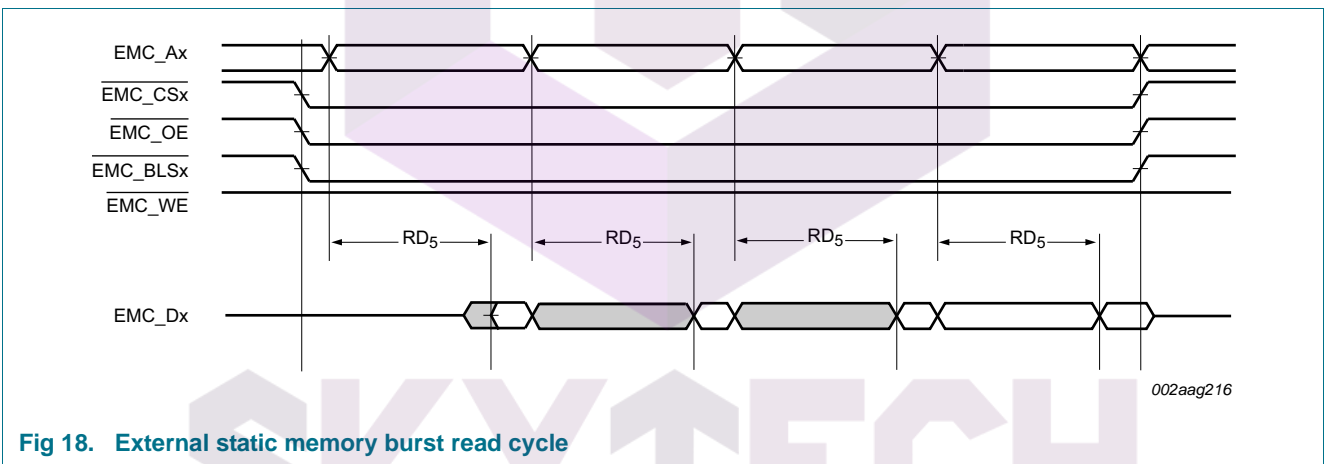 EMC_Ax
EMC_CSx
EMC_OE
EMC_BLSx
EMC_WE
RD5 RD5 RD5 RD5
EMC_Dx
002aag216
SKYTECH
Fig 18. External static memory burst read cycle